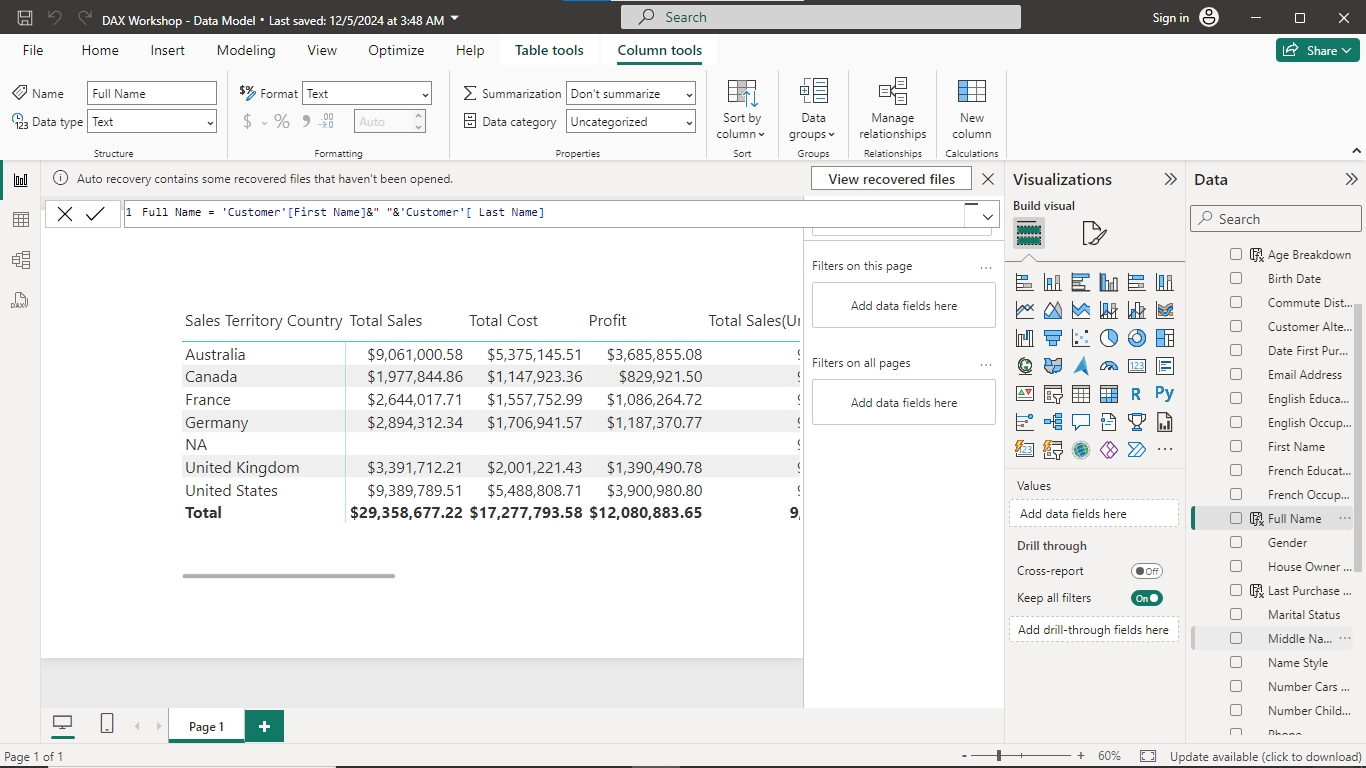 DAX Workshop - Data Model • Last saved: 12/5/2024 at 3:48 AM
Search
Sign in
File Home Insert Modeling View Optimize Help Table tools Column tools
Share
Name Full Name
Data type Text
Structure
$% Format Text
$ % 9 .00
Auto
Formatting
Summarization Don't summarize
Data category Uncategorized
Properties
Sort by
column
Sort
Data
groups
Groups
Manage
relationships
Relationships
New
column
Calculations
Auto recovery contains some recovered files that haven't been opened.
View recovered files
1 Full Name = 'Customer'[First Name]&" "&'Customer'[ Last Name]
Sales Territory Country Total Sales Total Cost Profit Total Sales(U
Australia $9,061,000.58 $5,375,145.51 $3,685,855.08
Canada $1,977,844.86 $1,147,923.36 $829,921.50
France $2,644,017.71 $1,557,752.99 $1,086,264.72
Germany $2,894,312.34 $1,706,941.57 $1,187,370.77
NA
United Kingdom $3,391,712.21 $2,001,221.43 $1,390,490.78
United States $9,389,789.51 $5,488,808.71 $3,900,980.80
Total $29,358,677.22 $17,277,793.58 $12,080,883.65 9,
Filters on this page ...
Add data fields here
Filters on all pages ...
Add data fields here
Visualizations
Build visual
123
R
Py
...
Values
Add data fields here
Drill through
Cross-report Off
Keep all filters On
Add drill-through fields here
Data
Search
Age Breakdown
Birth Date
Commute Dist...
Customer Alte...
Date First Pur...
Email Address
English Educa...
English Occup...
First Name
French Educat...
French Occup...
Full Name ...
Gender
House Owner ...
Last Purchase ...
Marital Status
Middle Na... ...
Name Style
Number Cars ...
Number Child...
Phone
Page 1
+
Page 1 of 1
- + 60%
Update available (click to download)